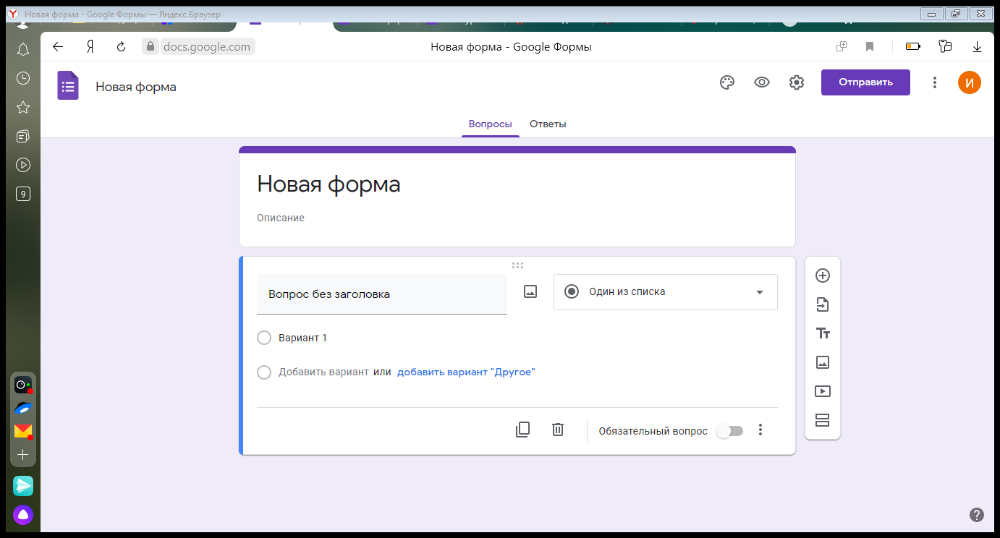 Новая форма - Google Формы — Яндекс.Браузер
Я docs.google.com Новая форма - Google Формы
Новая форма Отправить И
Вопросы Ответы
Новая форма
Описание
Вопрос без заголовка Один из списка
Вариант 1
Добавить вариант или добавить вариант "Другое"
Обязательный вопрос
9